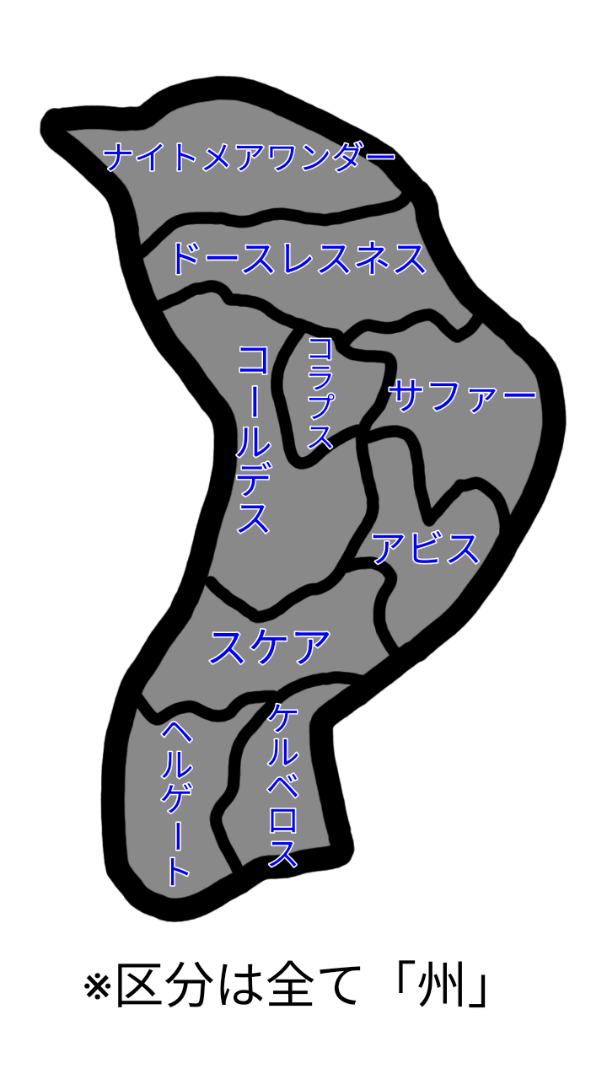 ナイトメアワンダー
ドースレスネス
コールデス
コラプス
サファー
アビス
スケア
ヘルゲート
ケルベロス
※区分は全て「州」